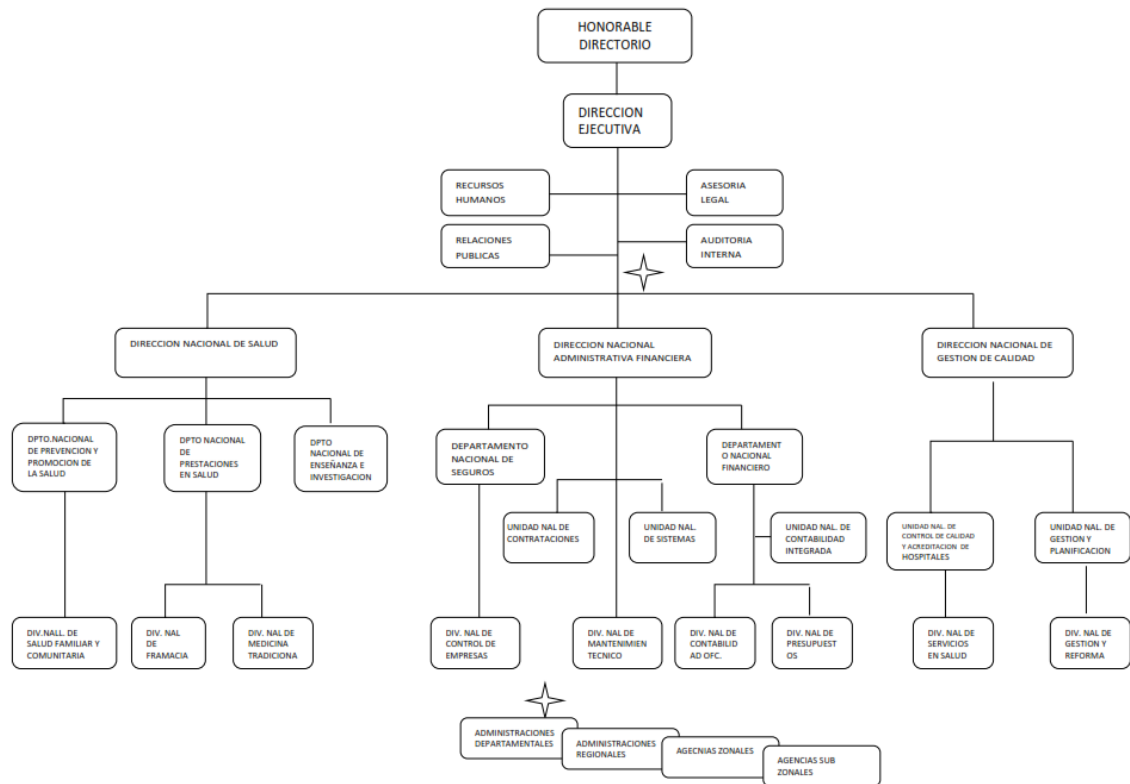 HONORABLE
DIRECTORIO
DIRECCION
EJECUTIVA
RECURSOS
HUMANOS
ASESORIA
LEGAL
RELACIONES
PUBLICAS
AUDITORIA
INTERNA
DIRECCION NACIONAL DE SALUD
DIRECCION NACIONAL
ADMINISTRATIVA FINANCIERA
DIRECCION NACIONAL DE
GESTION DE CALIDAD
DPTO.NACIONAL
DE PREVENCION Y
PROMOCION DE
LA SALUD
DPTO NACIONAL
DE
PRESTACIONES
EN SALUD
DPTO
NACIONAL DE
ENSEÑANZA E
INVESTIGACION
DEPARTAMENTO
NACIONAL DE
SEGUROS
DEPARTAMENT
O NACIONAL
FINANCIERO
UNIDAD NAL DE
CONTRATACIONES
UNIDAD NAL.
DE SISTEMAS
UNIDAD NAL. DE
CONTABILIDAD
INTEGRADA
UNIDAD NAL. DE
CONTROL DE CALIDAD
Y ACREDITACION DE
HOSPITALES
UNIDAD NAL. DE
GESTION Y
PLANIFICACION
DIV.NALL. DE
SALUD FAMILIAR Y
COMUNITARIA
DIV. NAL
DE
FRAMACIA
DIV. NAL DE
MEDICINA
TRADICIONA
DIV. NAL DE
CONTROL DE
EMPRESAS
DIV. NAL DE
MANTENIMIEN
TECNICO
DIV. NAL DE
CONTABILID
AD OFC.
DIV. NAL DE
PRESUPUEST
OS
DIV. NAL DE
SERVICIOS
EN SALUD
DIV. NAL DE
GESTION Y
REFORMA
ADMINISTRACIONES
DEPARTAMENTALES
ADMINISTRACIONES
REGIONALES
AGECNIAS ZONALES
AGENCIAS SUB
ZONALES